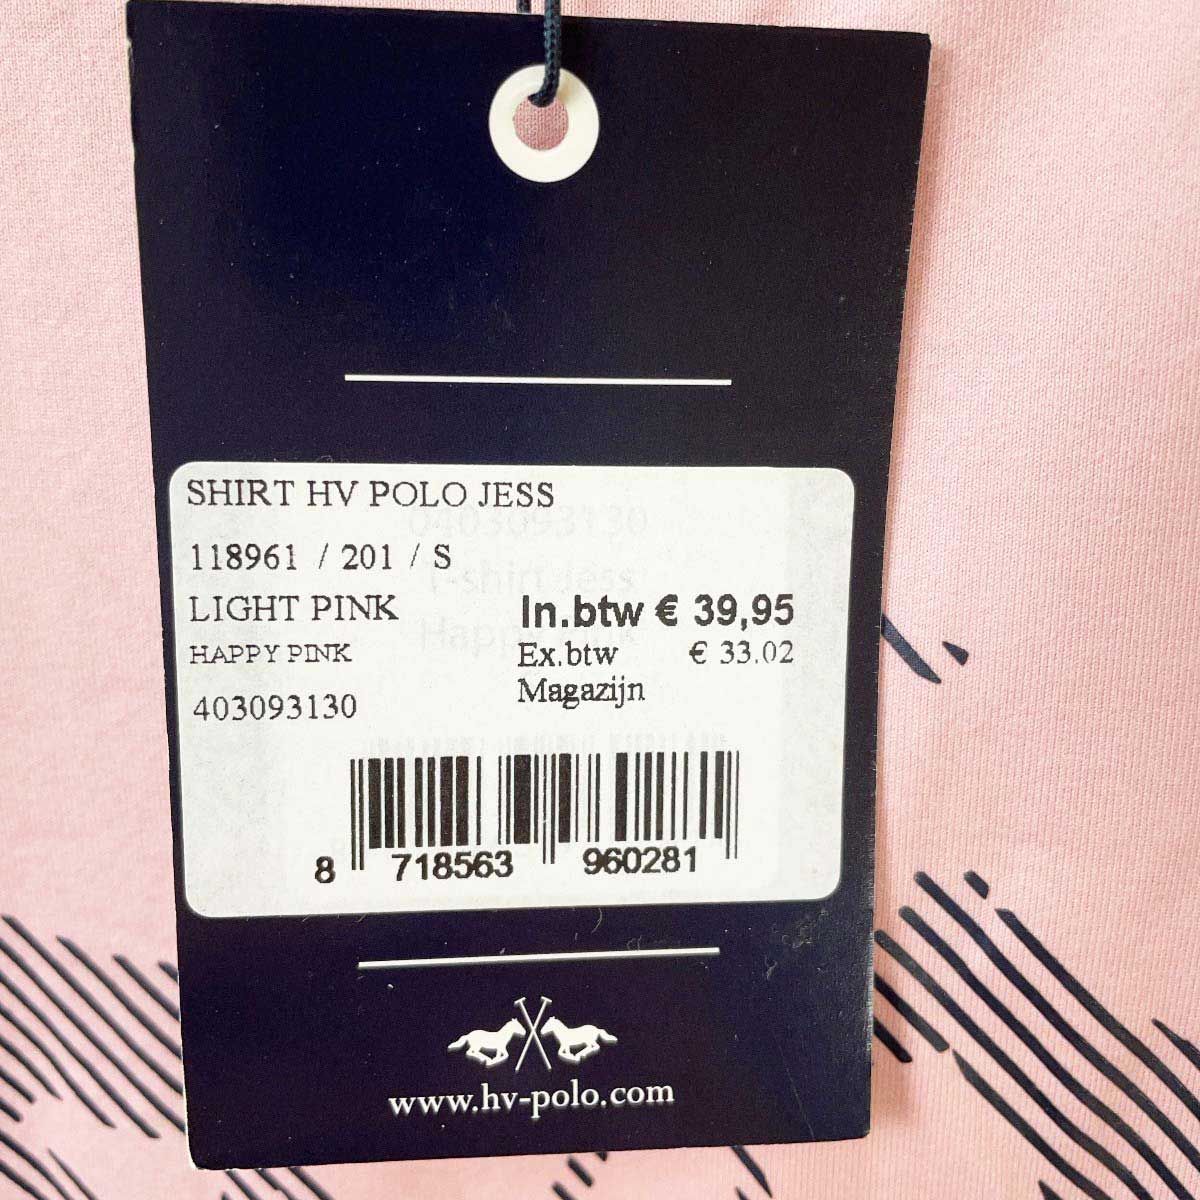 SHIRT HV POLO JESS
118961 / 201 / S
LIGHT PINK
In.btw € 39,95
HAPPY PINK
Ex.btw € 33.02
Magazijn
403093130
8 718563 960281
www.hv-polo.com